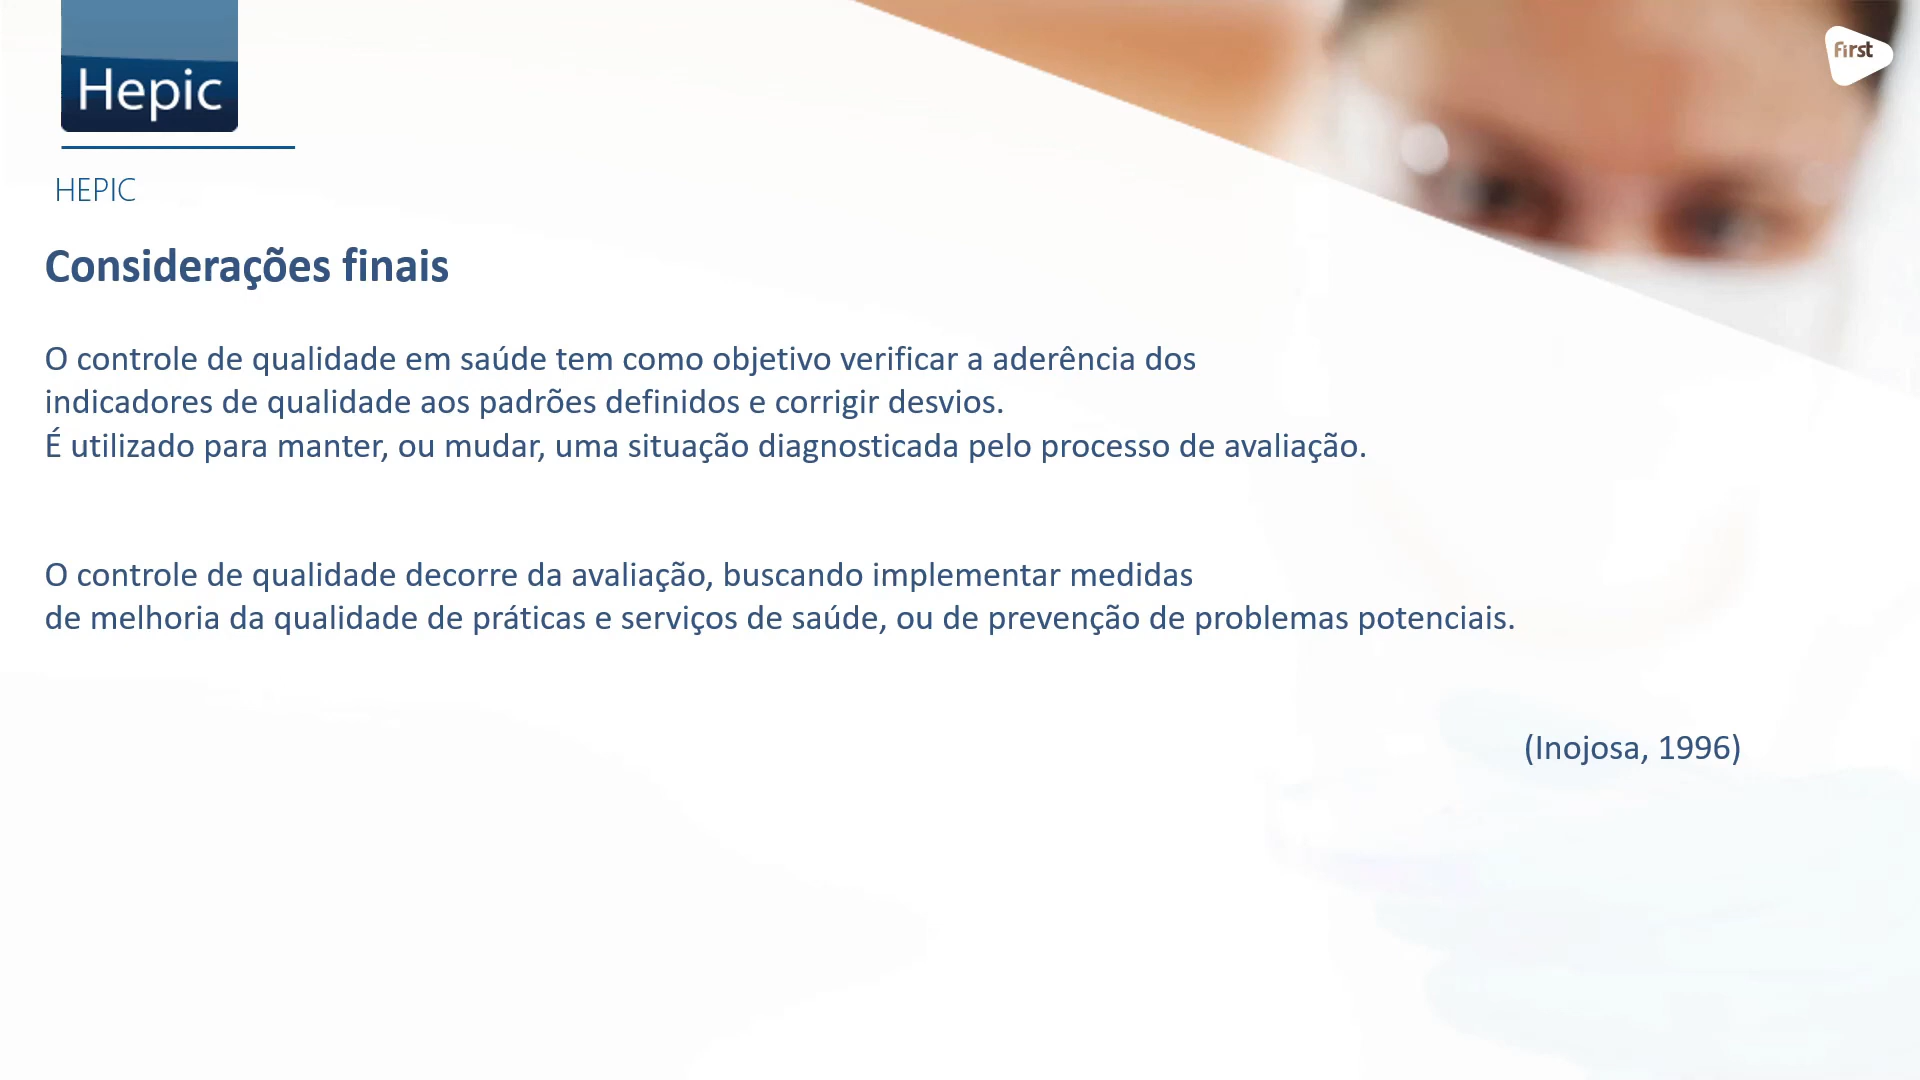 Hepic
First
HEPIC
Considerações finais
O controle de qualidade em saúde tem como objetivo verificar a aderência dos
indicadores de qualidade aos padrões definidos e corrigir desvios.
É utilizado para manter, ou mudar, uma situação diagnosticada pelo processo de avaliação.
O controle de qualidade decorre da avaliação, buscando implementar medidas
de melhoria da qualidade de práticas e serviços de saúde, ou de prevenção de problemas potenciais.
(Inojosa, 1996)